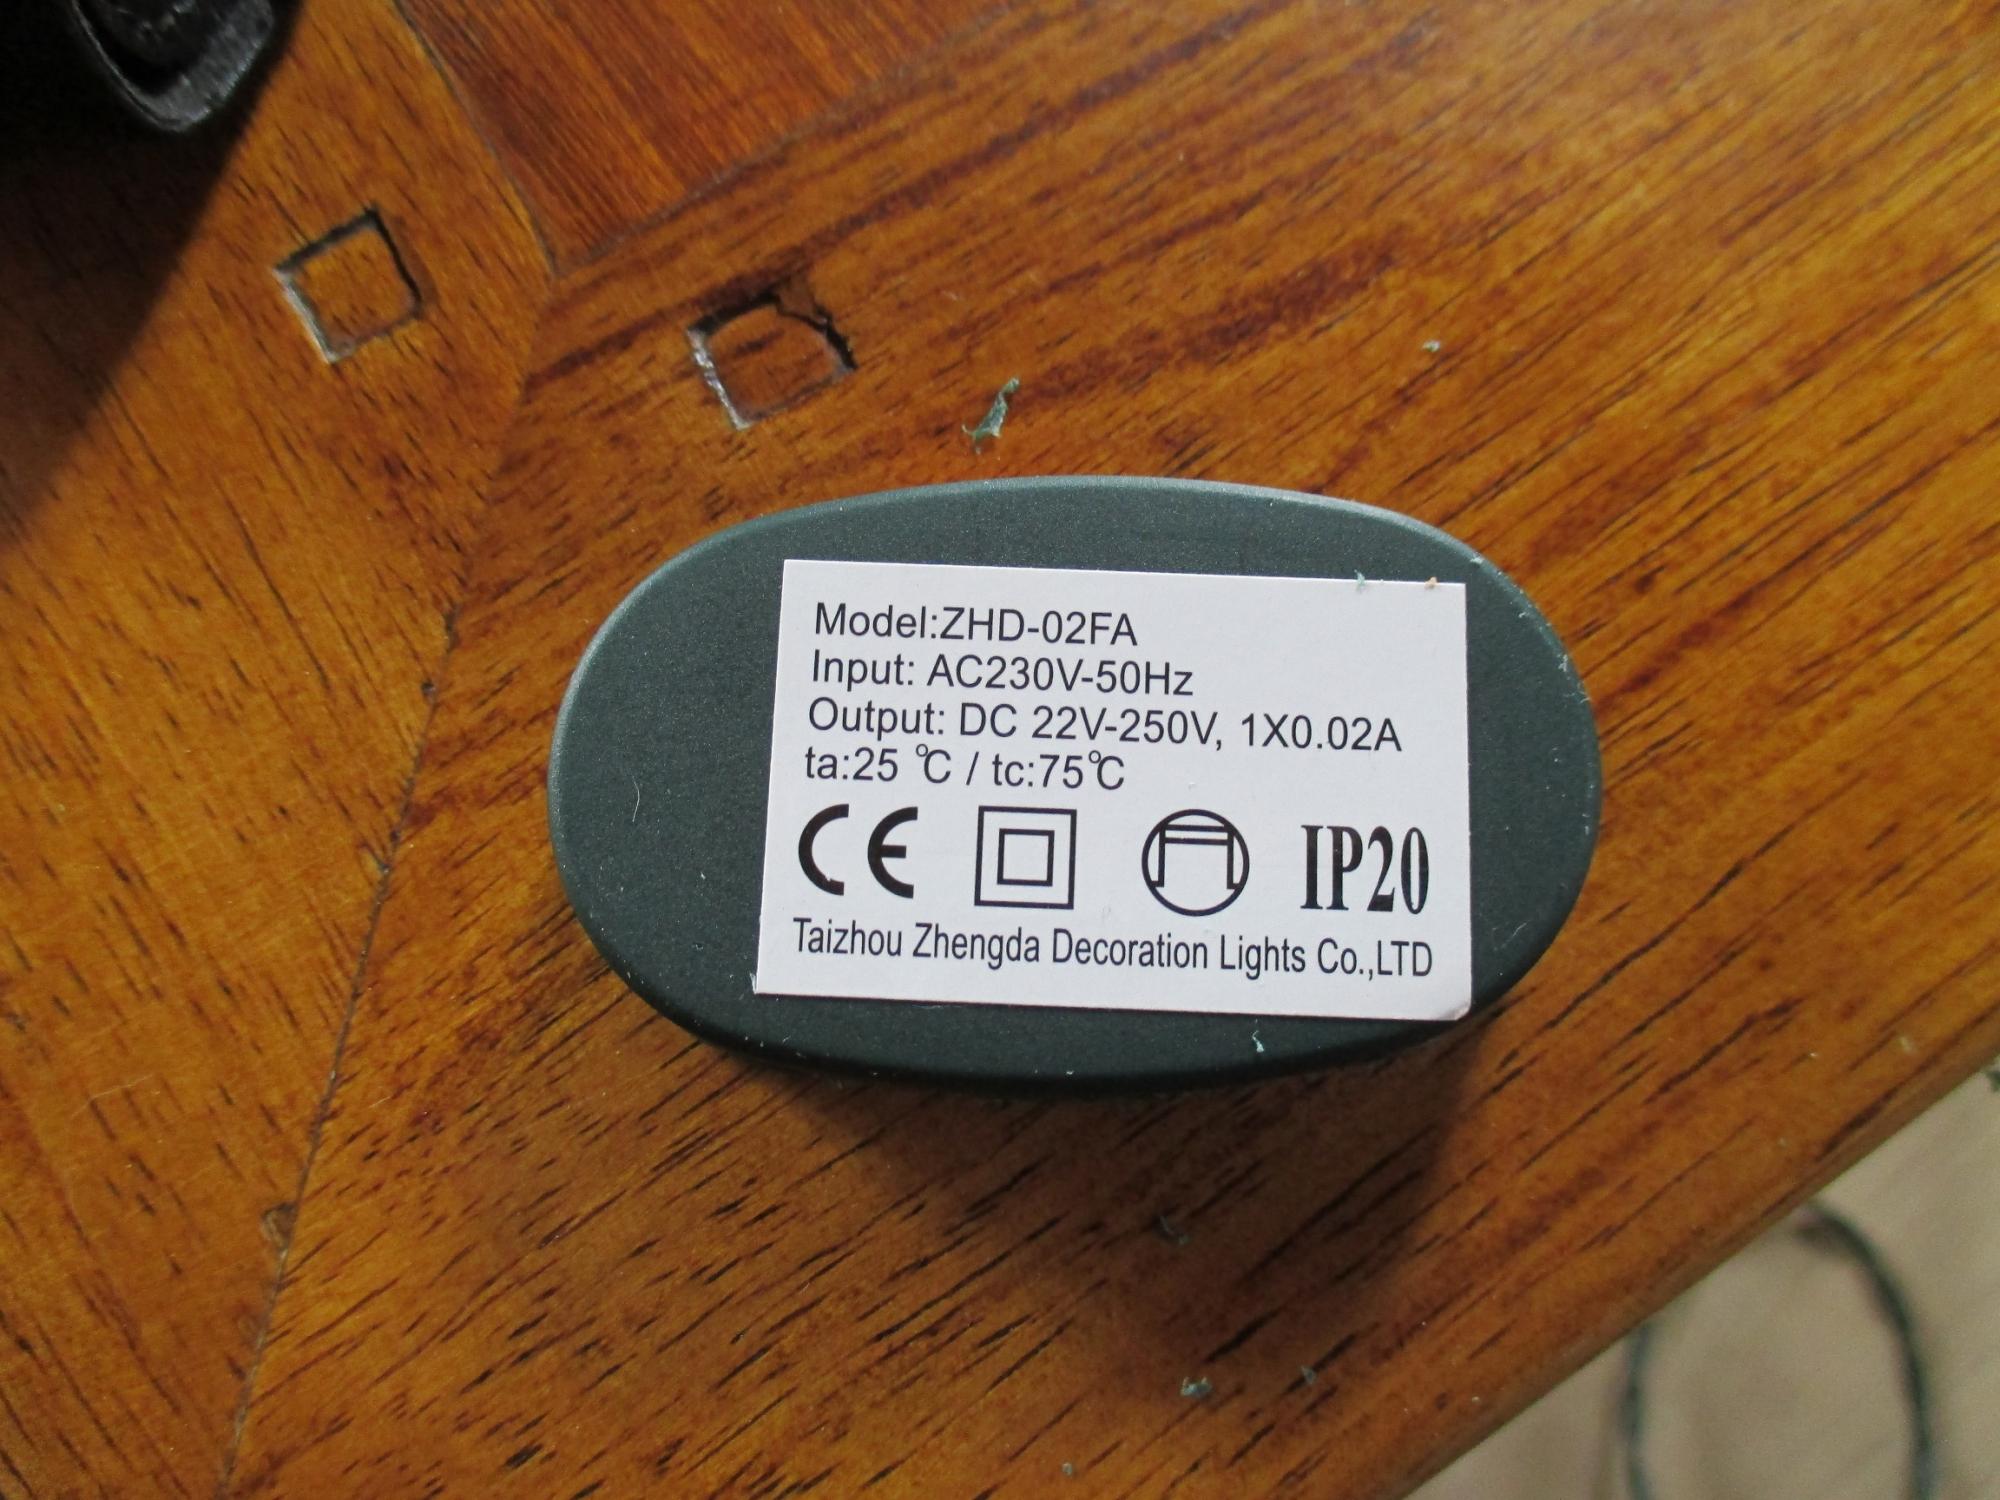 Model:ZHD-02FA
Input: AC230V-50Hz
Output: DC 22V-250V, 1X0.02A
ta:25 ℃ / tc:75℃
CE IP20
Taizhou Zhengda Decoration Lights Co.,LTD